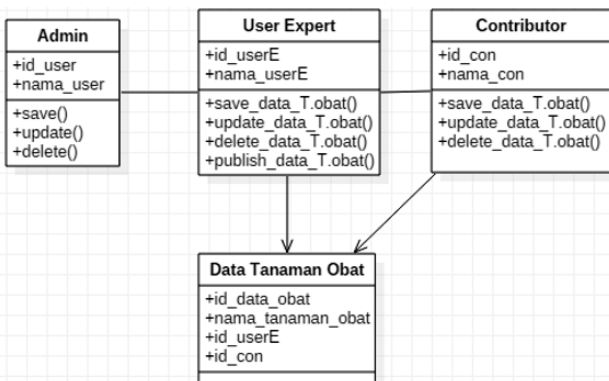 Admin
+id_user
+nama_user
+save()
+update()
+delete()
User Expert
+id_userE
+nama_userE
+save_data_T.obat()
+update_data_T.obat()
+delete_data_T.obat()
+publish_data_T.obat()
Contributor
+id_con
+nama_con
+save_data_T.obat()
+update_data_T.obat()
+delete_data_T.obat()
Data Tanaman Obat
+id_data_obat
+nama_tanaman_obat
+id_userE
+id_con